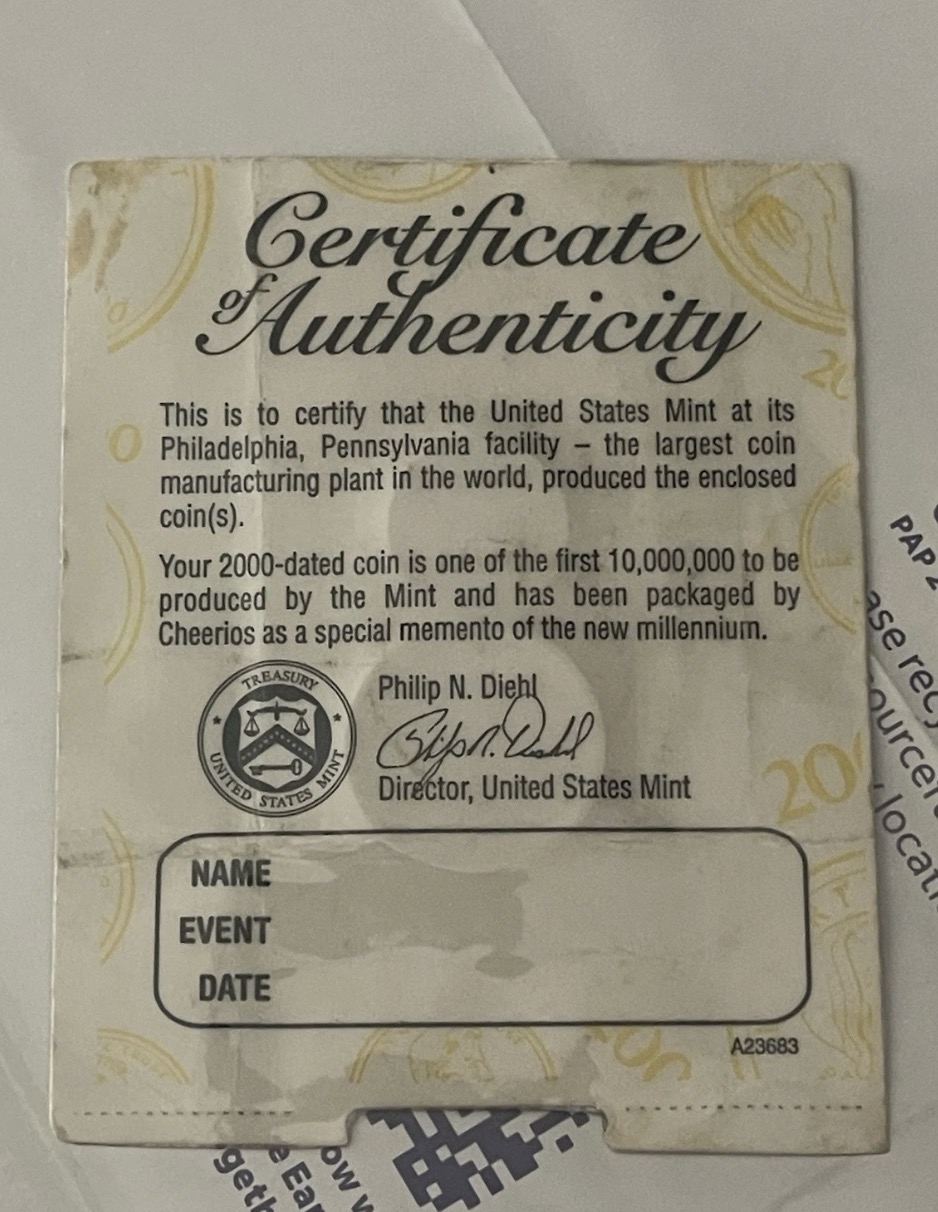 Certificate
of Authenticity
This is to certify that the United States Mint at its
Philadelphia, Pennsylvania facility – the largest coin
manufacturing plant in the world, produced the enclosed
coin(s).
Your 2000-dated coin is one of the first 10,000,000 to be
produced by the Mint and has been packaged by
Cheerios as a special memento of the new millennium.
TREASURY
UNITED STATES MINT
Philip N. Diehl
Philip N. Diehl
Director, United States Mint
NAME
EVENT
DATE
A23683
PAP